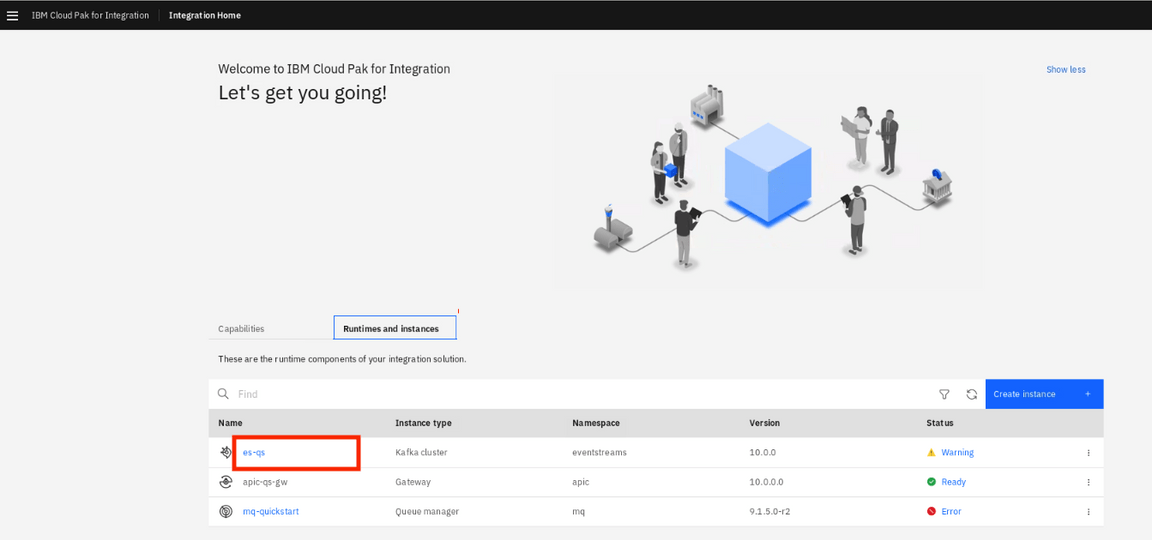 IBM Cloud Pak for Integration Integration Home
Welcome to IBM Cloud Pak for Integration
Show less
Let's get you going!
Capabilities Runtimes and instances
These are the runtime components of your integration solution.
Find Create instance +
Name Instance type Namespace Version Status
es-qs Kafka cluster eventstreams 10.0.0 Warning
apic-qs-gw Gateway apic 10.0.0.0 Ready
mq-quickstart Queue manager mq 9.1.5.0-r2 Error